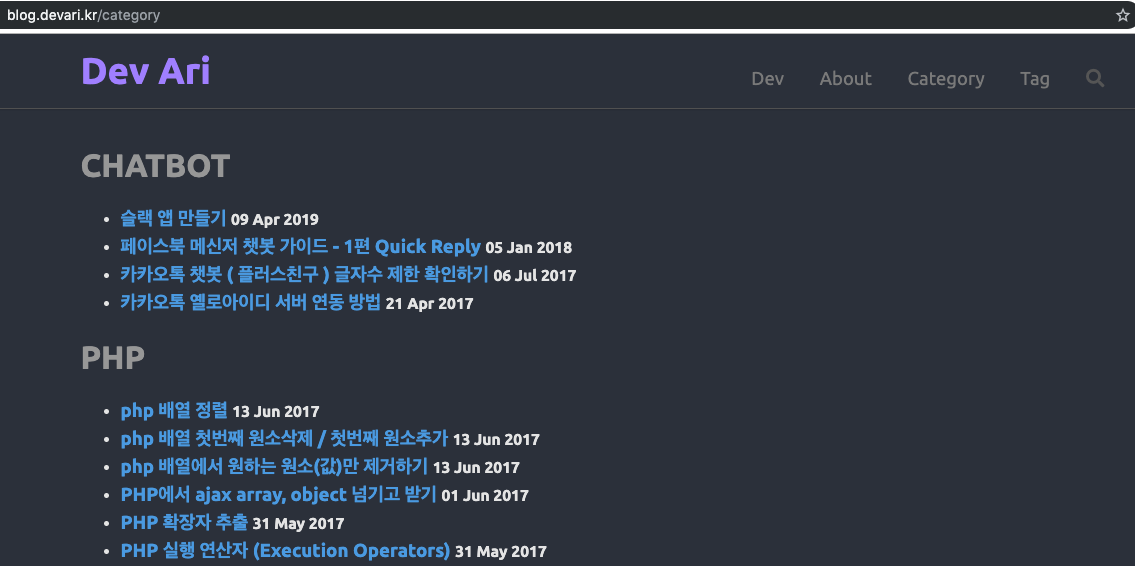 blog.devari.kr/category
Dev Ari
Dev About Category Tag
CHATBOT
슬랙 앱 만들기 09 Apr 2019
페이스북 메신저 챗봇 가이드 - 1편 Quick Reply 05 Jan 2018
카카오톡 챗봇 ( 플러스친구 ) 글자수 제한 확인하기 06 Jul 2017
카카오톡 옐로아이디 서버 연동 방법 21 Apr 2017
PHP
php 배열 정렬 13 Jun 2017
php 배열 첫번째 원소삭제 / 첫번째 원소추가 13 Jun 2017
php 배열에서 원하는 원소(값)만 제거하기 13 Jun 2017
PHP에서 ajax array, object 넘기고 받기 01 Jun 2017
PHP 확장자 추출 31 May 2017
PHP 실행 연산자 (Execution Operators) 31 May 2017